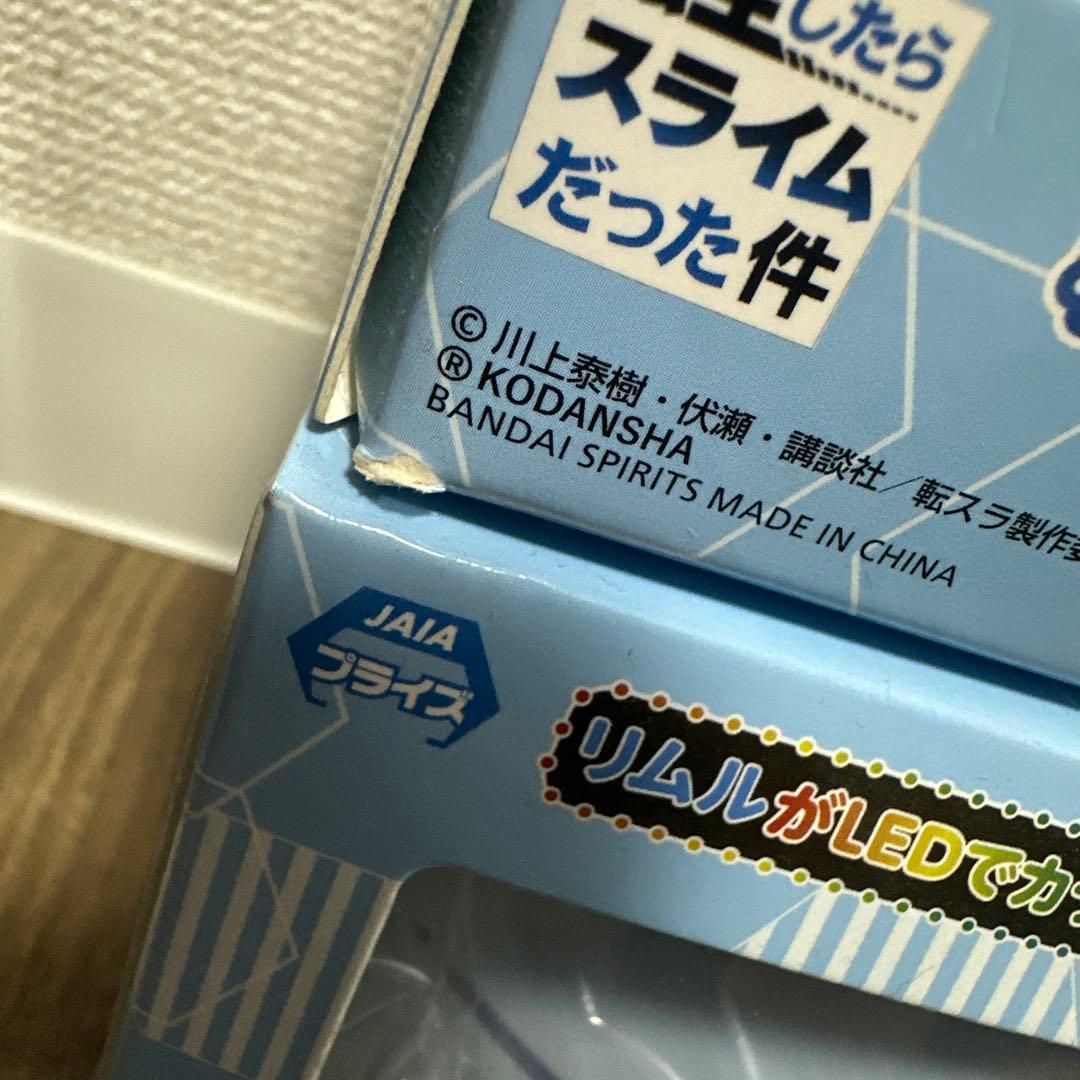 したら
スライム
だった件
© 川上泰樹・伏瀬・講談社／転スラ製作委
® KODANSHA
BANDAI SPIRITS MADE IN CHINA
JAIA
プライズ
リムルがLEDでカ